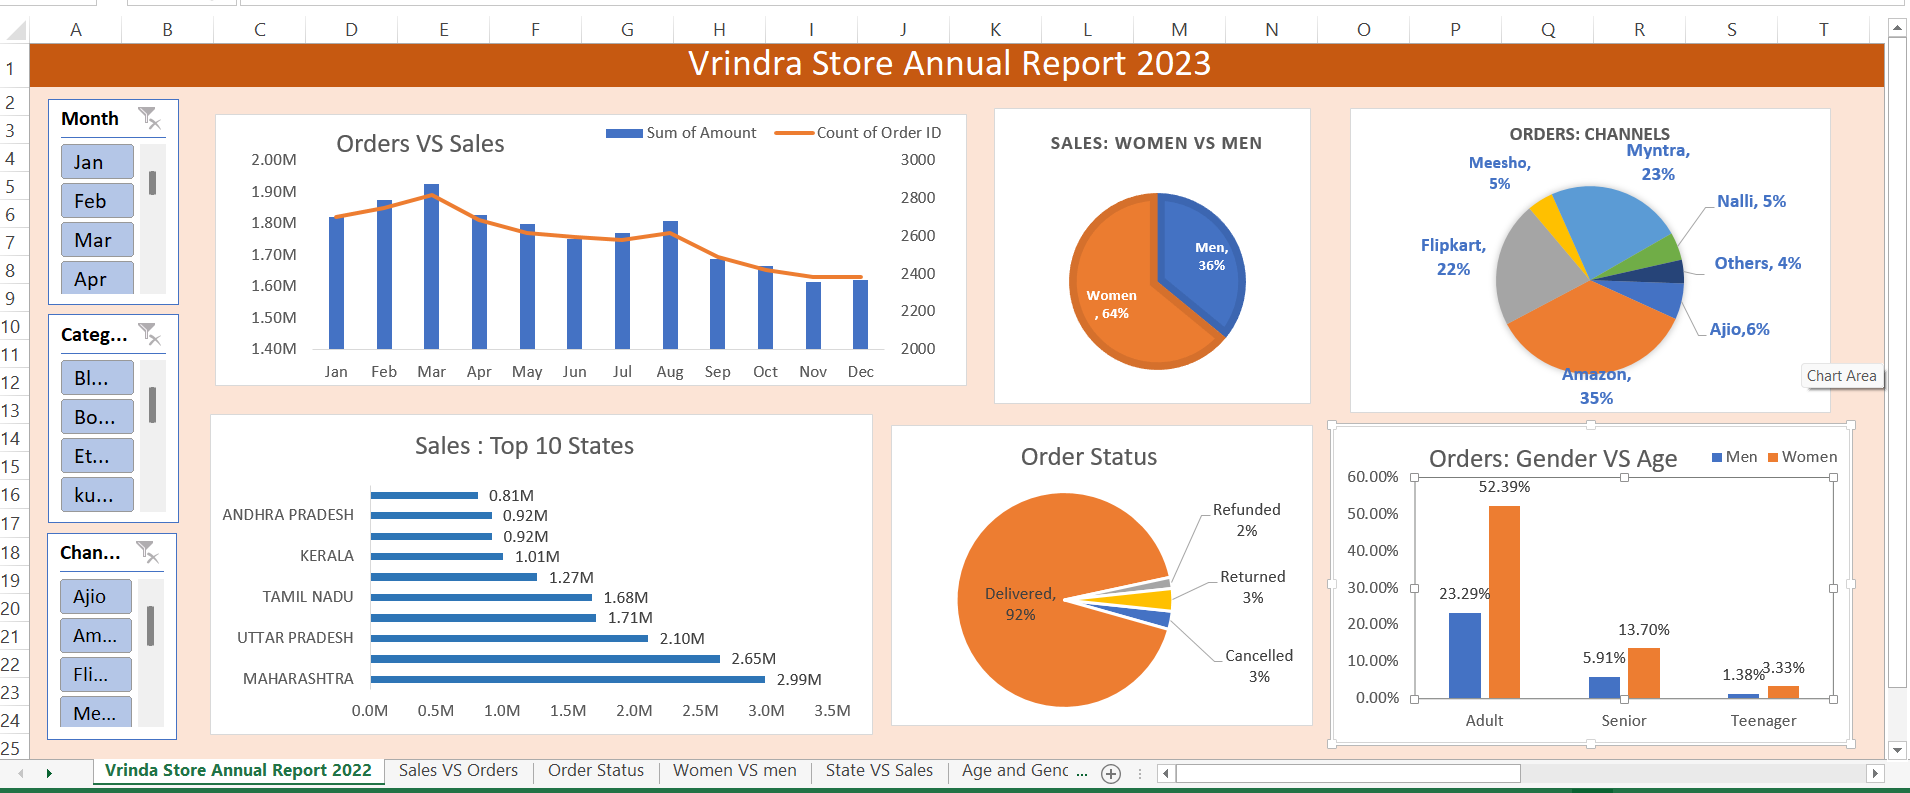 A B C D E F G H I J K L M N O P Q R S T
1
2
3
4
5
6
7
8
9
10
11
12
13
14
15
16
17
18
19
20
21
22
23
24
25
Vrindra Store Annual Report 2023
Month
Jan
Feb
Mar
Apr
Categ...
Bl...
Bo...
Et...
ku...
Chan...
Ajio
Am...
Fli...
Me...
Orders VS Sales
Sum of Amount
Count of Order ID
2.00M
1.90M
1.80M
1.70M
1.60M
1.50M
1.40M
3000
2800
2600
2400
2200
2000
Jan Feb Mar Apr May Jun Jul Aug Sep Oct Nov Dec
SALES: WOMEN VS MEN
Men,
36%
Women
, 64%
ORDERS: CHANNELS
Myntra,
23%
Meesho,
5%
Nalli, 5%
Flipkart,
22%
Others, 4%
Ajio,6%
Amazon,
35%
Chart Area
Sales : Top 10 States
0.81M
ANDHRA PRADESH 0.92M
0.92M
KERALA 1.01M
1.27M
TAMIL NADU 1.68M
1.71M
UTTAR PRADESH 2.10M
2.65M
MAHARASHTRA 2.99M
0.0M 0.5M 1.0M 1.5M 2.0M 2.5M 3.0M 3.5M
Order Status
Refunded
2%
Returned
3%
Delivered,
92%
Cancelled
3%
Orders: Gender VS Age
Men
Women
60.00%
50.00%
40.00%
30.00%
20.00%
10.00%
0.00%
52.39%
23.29%
13.70%
5.91%
1.38%
3.33%
Adult Senior Teenager
Vrinda Store Annual Report 2022
Sales VS Orders
Order Status
Women VS men
State VS Sales
Age and Genc ...